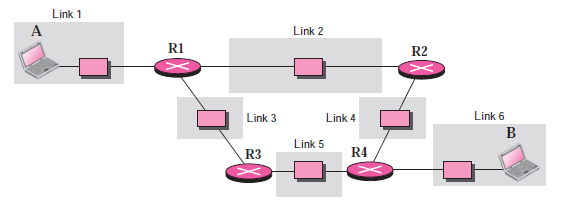 Link 1
A
R1
Link 2
R2
Link 3
Link 4
Link 6
B
R3
Link 5
R4